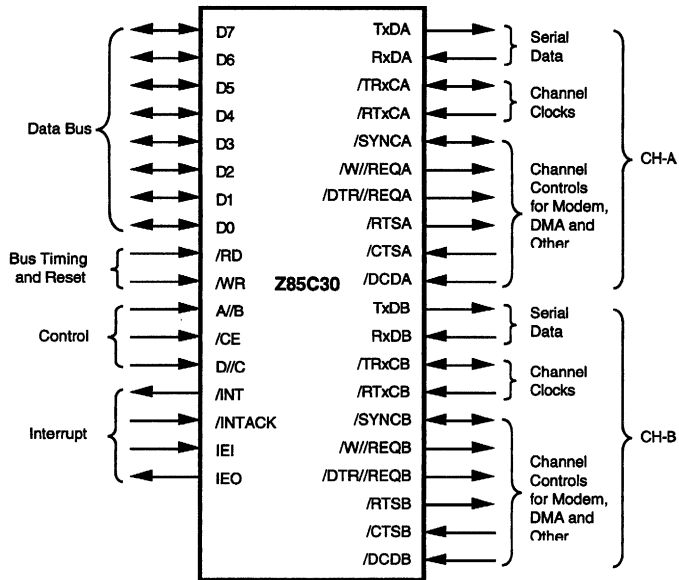 D7
D6
D5
D4
D3
D2
D1
D0
Data Bus
/RD
/WR
Bus Timing
and Reset
A//B
/CE
D//C
Control
/INT
/INTACK
IEI
IEO
Interrupt
Z85C30
TxDA
RxDA
Serial
Data
/TRxCA
/RTxCA
Channel
Clocks
/SYNCA
/W//REQA
/DTR//REQA
/RTSA
/CTSA
/DCDA
Channel
Controls
for Modem,
DMA and
Other
CH-A
TxDB
RxDB
Serial
Data
/TRxCB
/RTxCB
Channel
Clocks
/SYNCB
/W//REQB
/DTR//REQB
/RTSB
/CTSB
/DCDB
Channel
Controls
for Modem,
DMA and
Other
CH-B